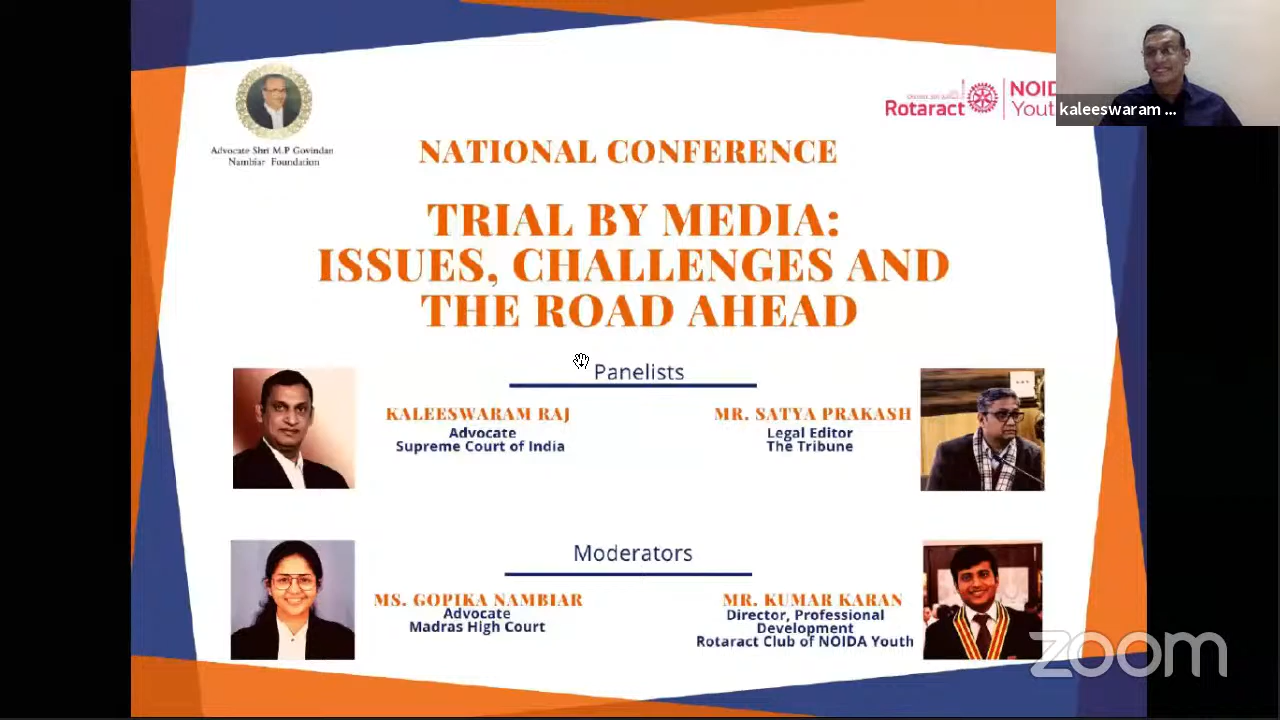 Advocate Shri M.P Govindan
Nambiar Foundation
Rotaract
NOID
Yout
kaleeswaram ...
NATIONAL CONFERENCE
TRIAL BY MEDIA:
ISSUES, CHALLENGES AND
THE ROAD AHEAD
Panelists
KALEESWARAM RAJ
Advocate
Supreme Court of India
MR. SATYA PRAKASH
Legal Editor
The Tribune
Moderators
MS. GOPIKA NAMBIAR
Advocate
Madras High Court
MR. KUMAR KARAN
Director, Professional
Development
Rotaract Club of NOIDA Youth
zoom